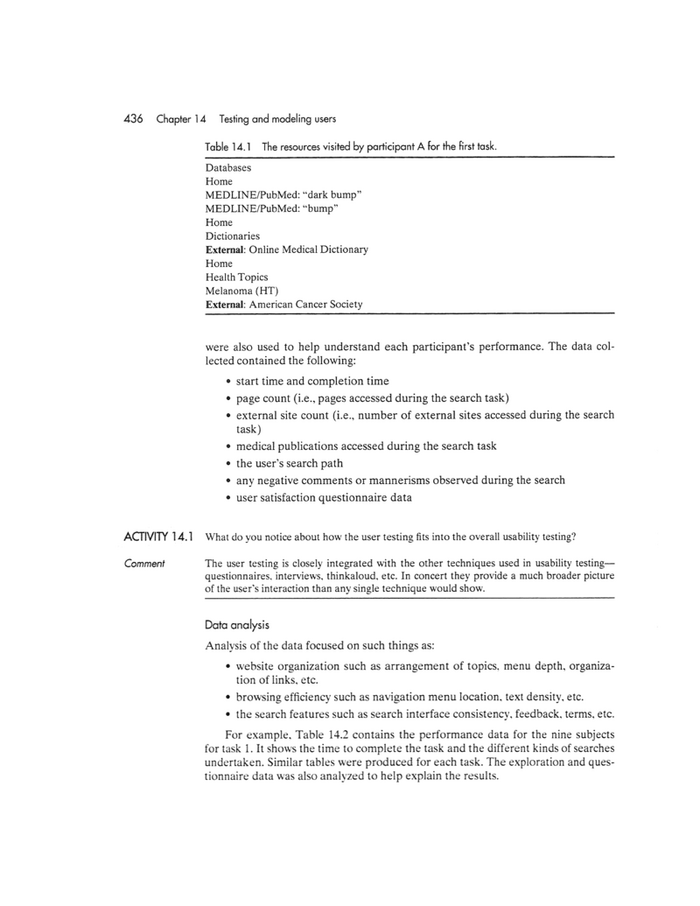 436 Chapter 14 Testing and modeling users
Table 14.1 The resources visited by participant A for the first task.
Databases
Home
MEDLINE/PubMed: “dark bump”
MEDLINE/PubMed: “bump”
Home
Dictionaries
External: Online Medical Dictionary
Home
Health Topics
Melanoma (HT)
External: American Cancer Society
were also used to help understand each participant's performance. The data col-
lected contained the following:
• start time and completion time
• page count (i.e., pages accessed during the search task)
• external site count (i.e., number of external sites accessed during the search
task)
• medical publications accessed during the search task
• the user's search path
• any negative comments or mannerisms observed during the search
• user satisfaction questionnaire data
ACTIVITY 14.1 What do you notice about how the user testing fits into the overall usability testing?
Comment The user testing is closely integrated with the other techniques used in usability testing—
questionnaires, interviews, thinkaloud, etc. In concert they provide a much broader picture
of the user's interaction than any single technique would show.
Data analysis
Analysis of the data focused on such things as:
• website organization such as arrangement of topics, menu depth, organiza-
tion of links, etc.
• browsing efficiency such as navigation menu location, text density, etc.
• the search features such as search interface consistency, feedback, terms, etc.
For example, Table 14.2 contains the performance data for the nine subjects
for task 1. It shows the time to complete the task and the different kinds of searches
undertaken. Similar tables were produced for each task. The exploration and ques-
tionnaire data was also analyzed to help explain the results.